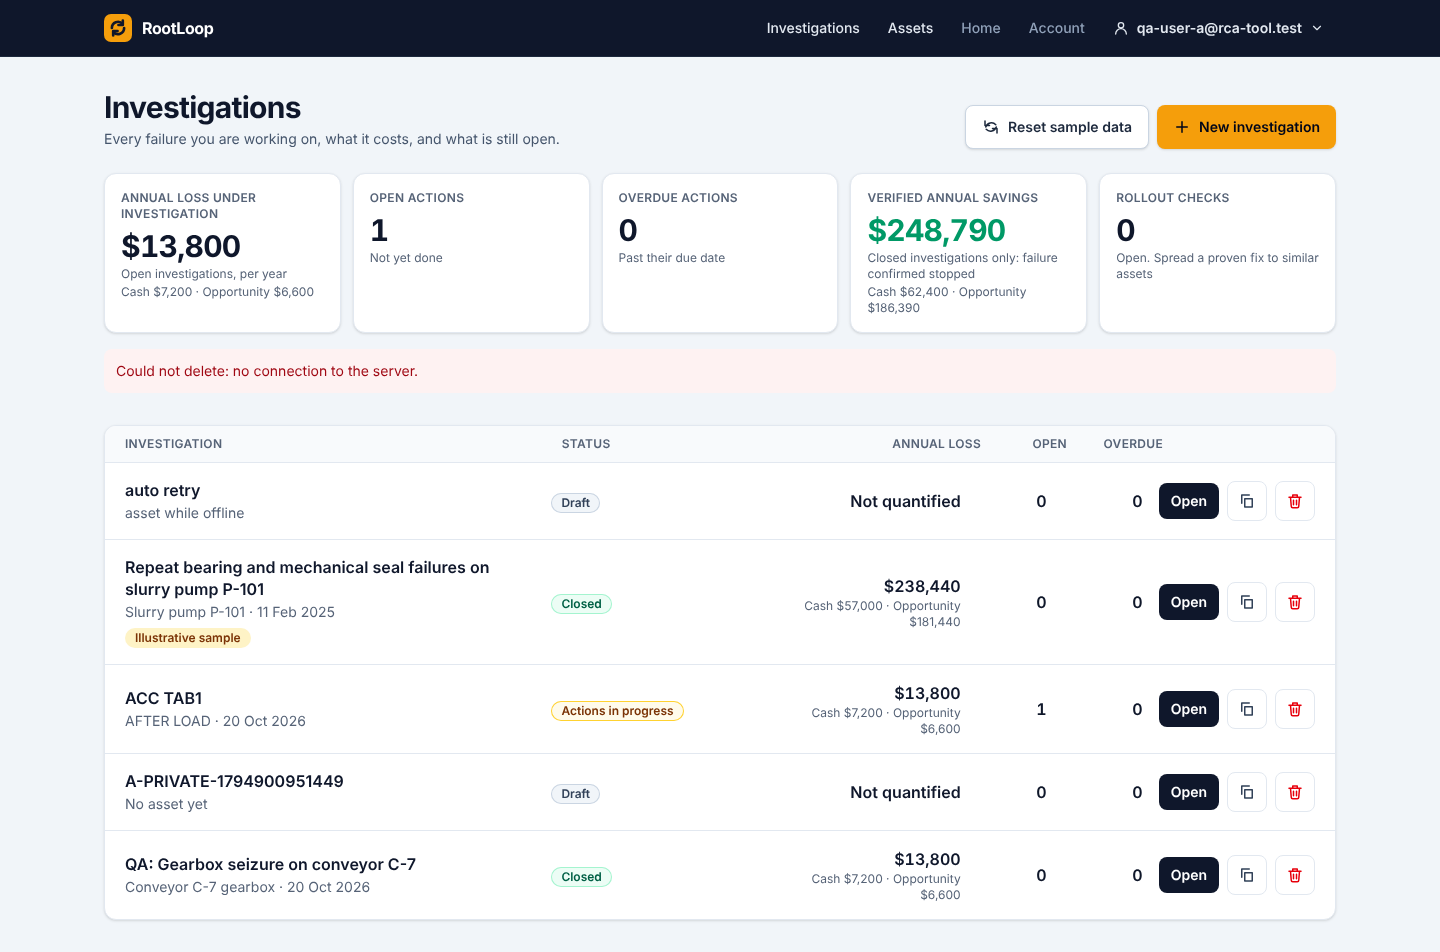 RootLoop
Investigations
Assets
Home
Account
qa-user-a@rca-tool.test
Investigations
Every failure you are working on, what it costs, and what is still open.
Reset sample data
New investigation
ANNUAL LOSS UNDER
INVESTIGATION
$13,800
Open investigations, per year
Cash $7,200 · Opportunity $6,600
OPEN ACTIONS
1
Not yet done
OVERDUE ACTIONS
0
Past their due date
VERIFIED ANNUAL SAVINGS
$248,790
Closed investigations only: failure
confirmed stopped
Cash $62,400 · Opportunity
$186,390
ROLLOUT CHECKS
0
Open. Spread a proven fix to similar
assets
Could not delete: no connection to the server.
INVESTIGATION STATUS ANNUAL LOSS OPEN OVERDUE
auto retry
asset while offline
Draft
Not quantified
0
0
Open
Repeat bearing and mechanical seal failures on
slurry pump P-101
Slurry pump P-101 · 11 Feb 2025
Illustrative sample
Closed
$238,440
Cash $57,000 · Opportunity
$181,440
0
0
Open
ACC TAB1
AFTER LOAD · 20 Oct 2026
Actions in progress
$13,800
Cash $7,200 · Opportunity
$6,600
1
0
Open
A-PRIVATE-1794900951449
No asset yet
Draft
Not quantified
0
0
Open
QA: Gearbox seizure on conveyor C-7
Conveyor C-7 gearbox · 20 Oct 2026
Closed
$13,800
Cash $7,200 · Opportunity
$6,600
0
0
Open